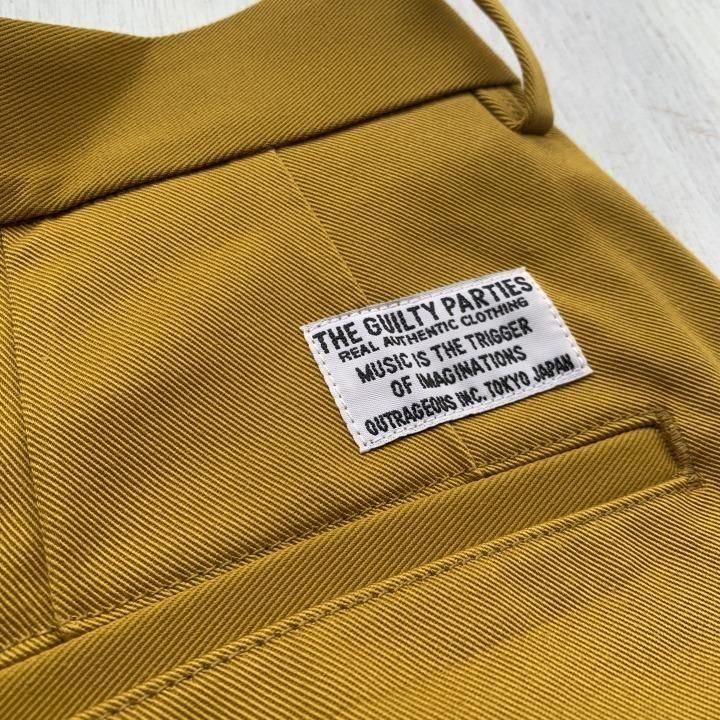 THE GUILTY PARTIES
REAL AUTHENTIC CLOTHING
MUSIC IS THE TRIGGER
OF IMAGINATIONS
OUTRAGEOUS INC. TOKYO JAPAN